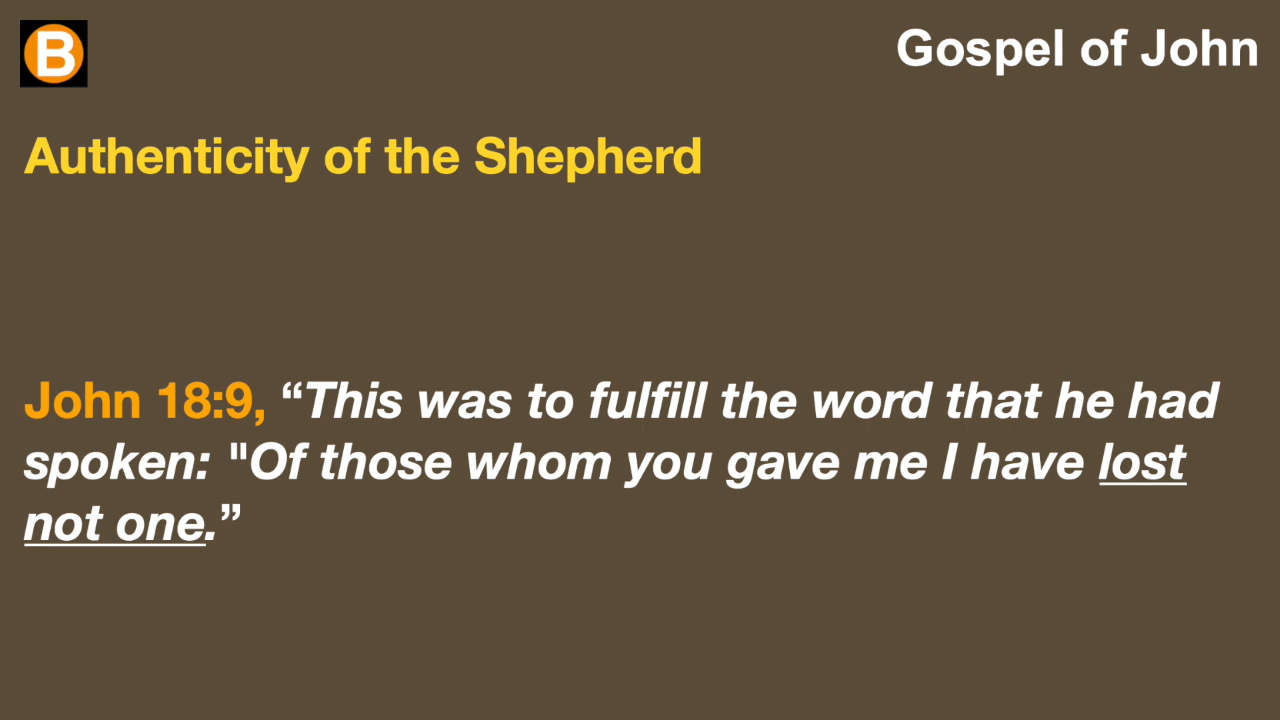 B
Gospel of John
Authenticity of the Shepherd
John 18:9, “This was to fulfill the word that he had
spoken: "Of those whom you gave me I have lost
not one.”